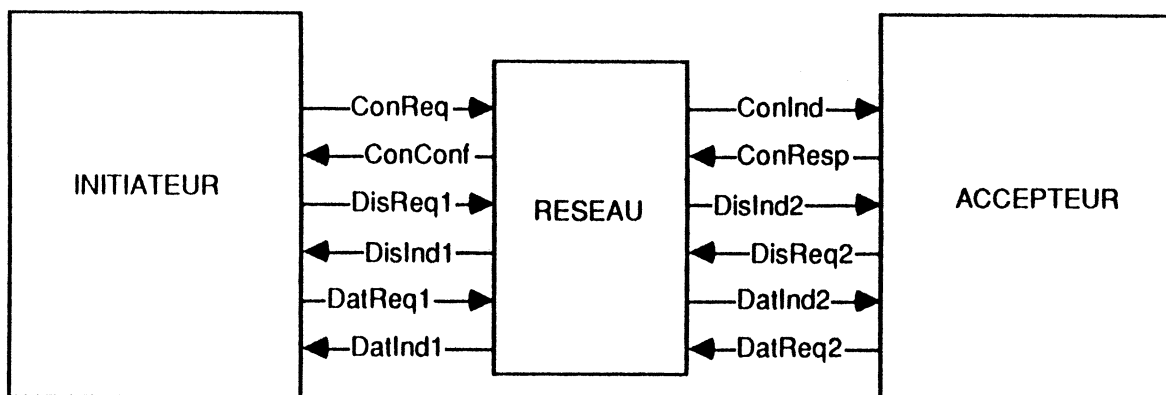 INITIATEUR
ConReq
ConConf
DisReq1
DisInd1
DatReq1
DatInd1
RESEAU
ConInd
ConResp
DisInd2
DisReq2
DatInd2
DatReq2
ACCEPTEUR